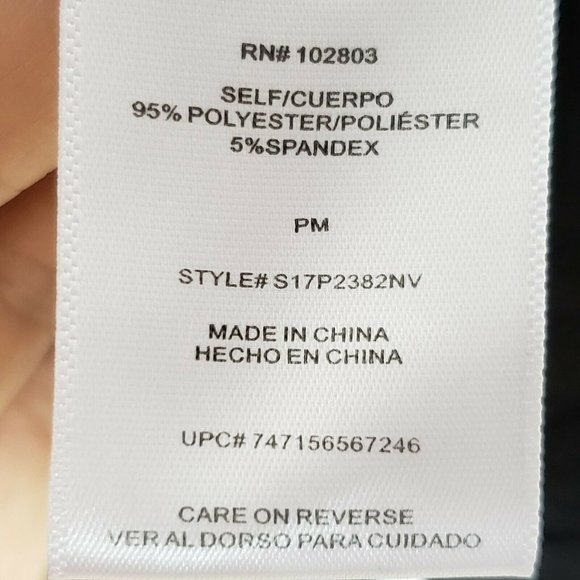 RN# 102803
SELF/CUERPO
95% POLYESTER/POLIÉSTER
5%SPANDEX
PM
STYLE# S17P2382NV
MADE IN CHINA
HECHO EN CHINA
UPC# 747156567246
CARE ON REVERSE
VER AL DORSO PARA CUIDADO